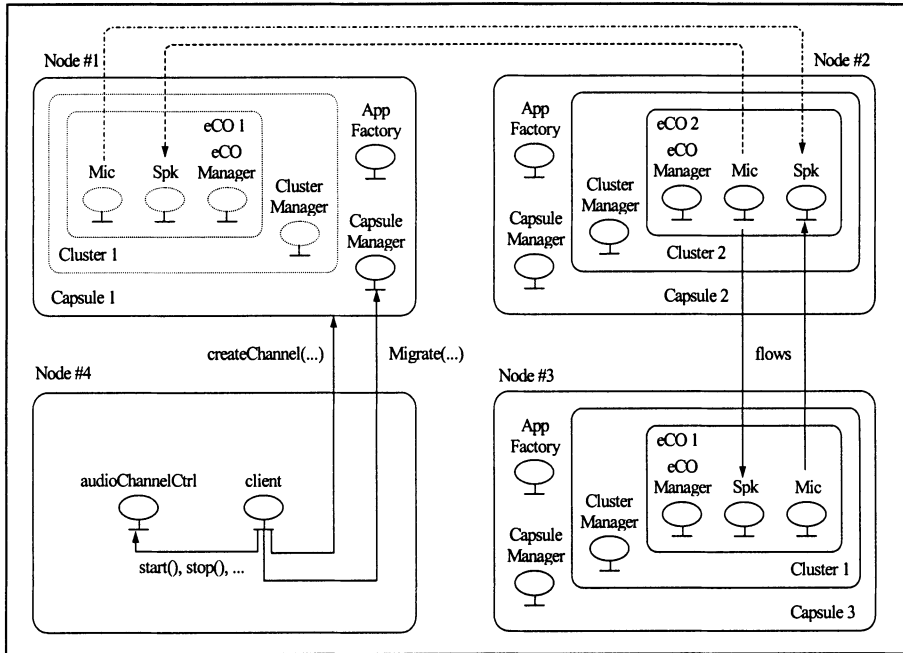 Node #1
Node #2
eCO 1
eCO
Manager
Mic
Spk
Cluster
Manager
Cluster 1
Capsule 1
App
Factory
Capsule
Manager
App
Factory
Capsule
Manager
Cluster
Manager
eCO 2
eCO
Manager
Mic
Spk
Cluster 2
Capsule 2
createChannel(...)
Migrate(...)
flows
Node #4
audioChannelCtrl
client
start(), stop(), ...
Node #3
App
Factory
Capsule
Manager
Cluster
Manager
eCO 1
eCO
Manager
Spk
Mic
Cluster 1
Capsule 3